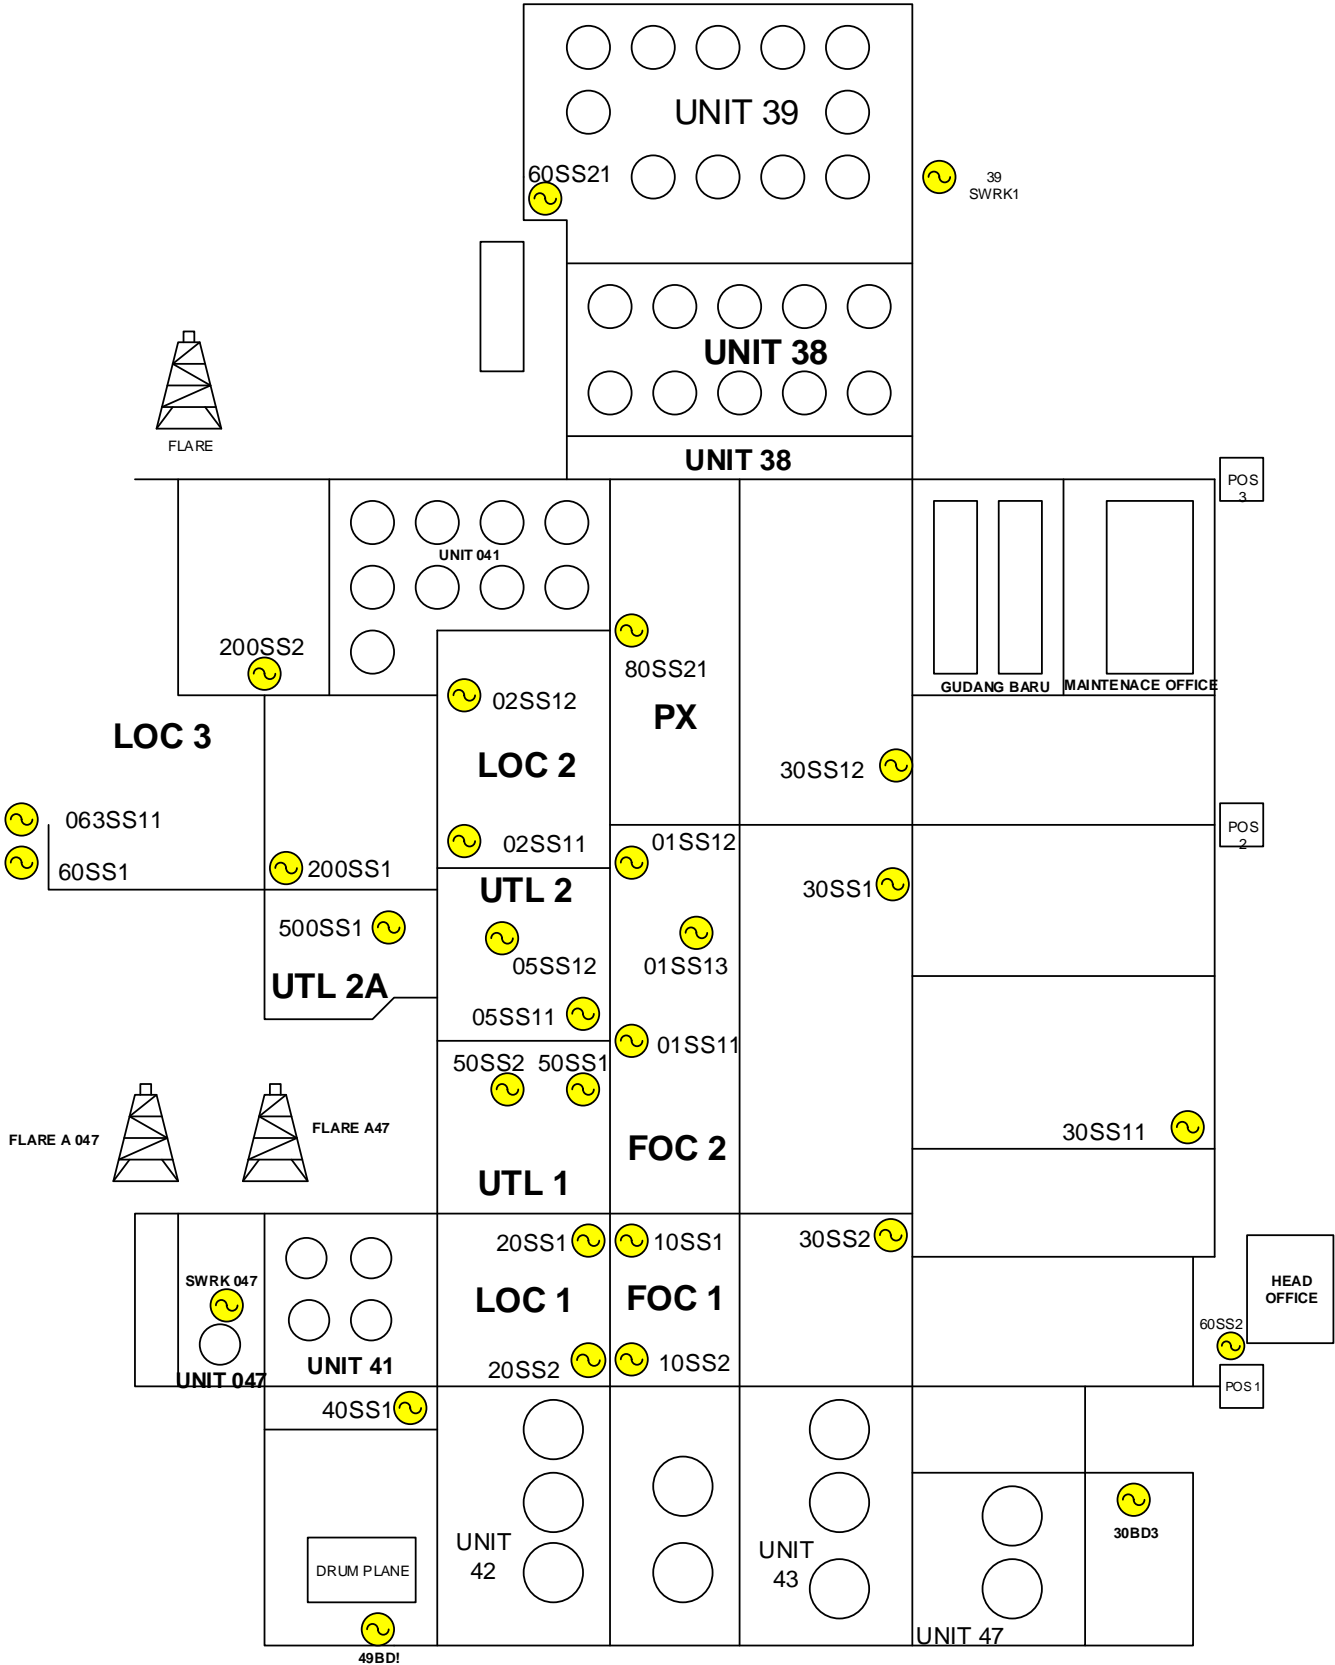 UNIT 39
60SS21
39
SWRK1
UNIT 38
FLARE
UNIT 38
POS
3
UNIT 041
200SS2
80SS21
GUDANG BARU
MAINTENACE OFFICE
02SS12
PX
LOC 3
LOC 2
30SS12
063SS11
POS
2
02SS11
01SS12
60SS1
200SS1
UTL 2
30SS1
500SS1
05SS12
01SS13
UTL 2A
05SS11
01SS11
50SS2
50SS1
FLARE A 047
FLARE A47
30SS11
FOC 2
UTL 1
20SS1
10SS1
30SS2
SWRK 047
LOC 1
FOC 1
HEAD
OFFICE
60SS2
UNIT 41
20SS2
10SS2
UNIT 047
POS 1
40SS1
30BD3
UNIT
42
UNIT
43
DRUM PLANE
UNIT 47
49BD!